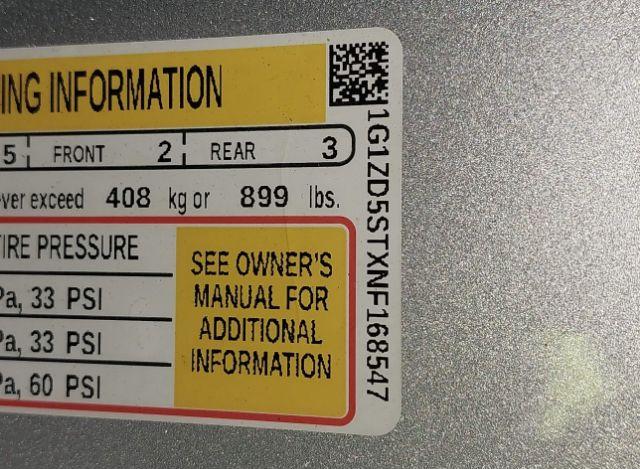 ING INFORMATION
5 FRONT 2 REAR 3
ver exceed 408 kg or 899 lbs.
IRE PRESSURE
Pa, 33 PSI
Pa, 33 PSI
Pa, 60 PSI
SEE OWNER'S
MANUAL FOR
ADDITIONAL
INFORMATION
1G1ZD5STXNF168547